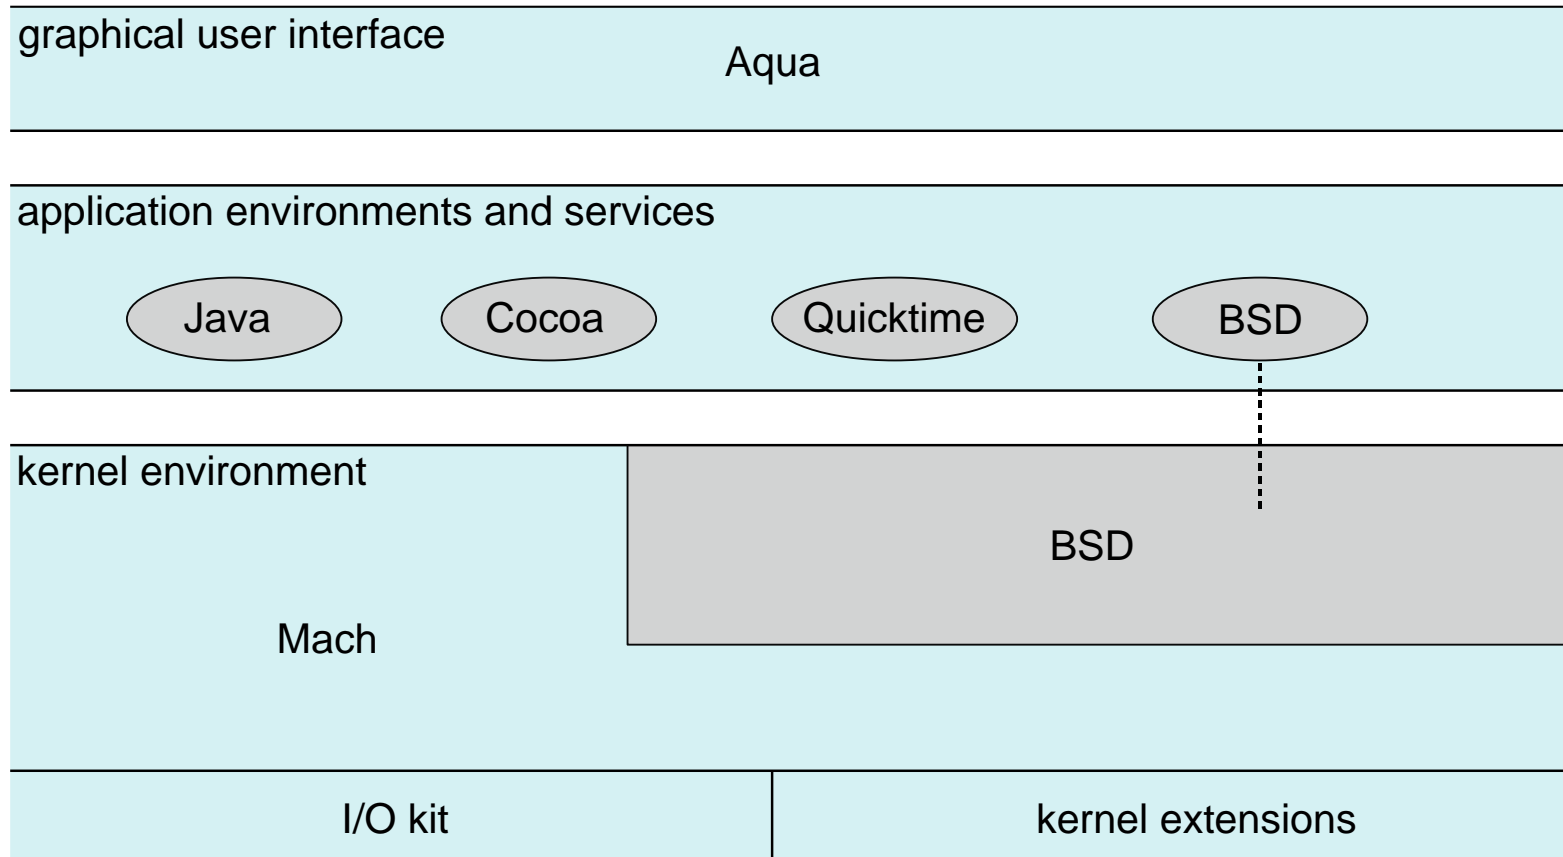 graphical user interface
Aqua
application environments and services
Java
Cocoa
Quicktime
BSD
kernel environment
BSD
Mach
I/O kit
kernel extensions